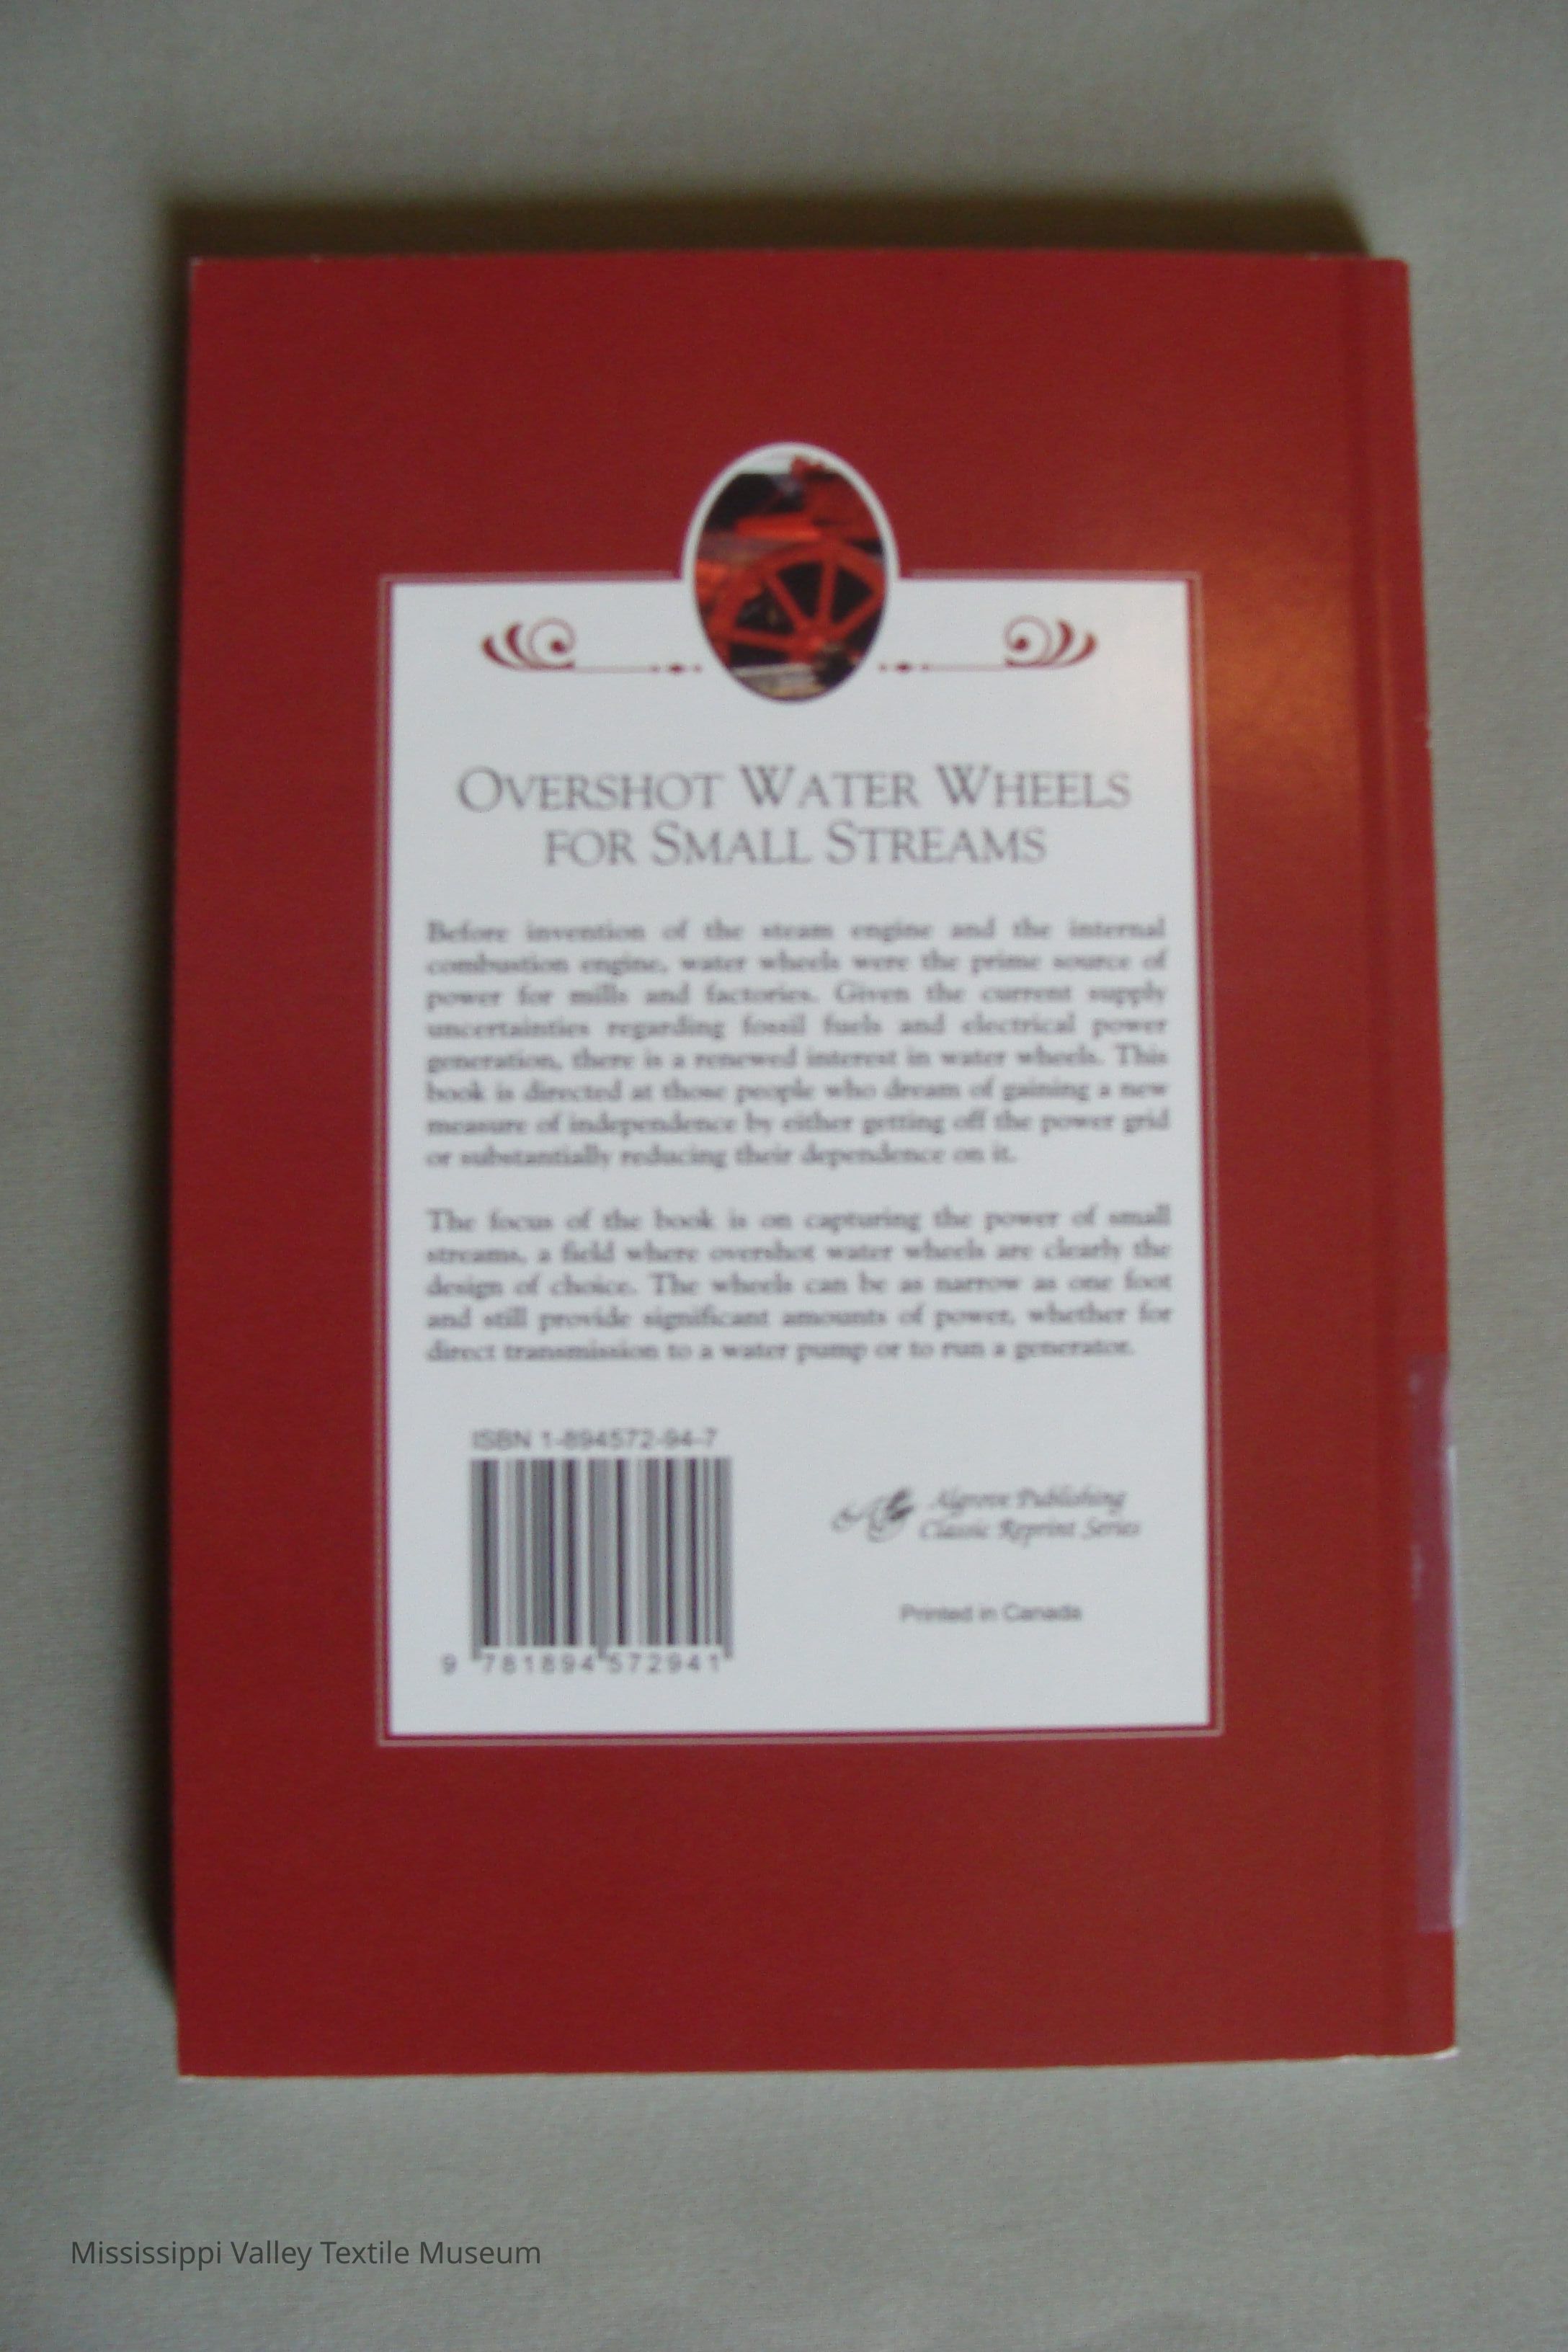 OVERSHOT WATER WHEELS
FOR SMALL STREAMS
Before invention of the steam engine and the internal
combustion engine, water wheels were the prime source of
power for mills and factories. Given the current supply
uncertainties regarding fossil fuels and electrical power
generation, there is a renewed interest in water wheels. This
book is directed at those people who dream of gaining a new
measure of independence by either getting off the power grid
or substantially reducing their dependence on it.
The focus of the book is on capturing the power of small
streams, a field where overshot water wheels are clearly the
design of choice. The wheels can be as narrow as one foot
and still provide significant amounts of power, whether for
direct transmission to a water pump or to run a generator.
ISBN 1-894572-94-7
9 781894 572941
Algrove Publishing
Classic Reprint Series
Printed in Canada
Mississippi Valley Textile Museum